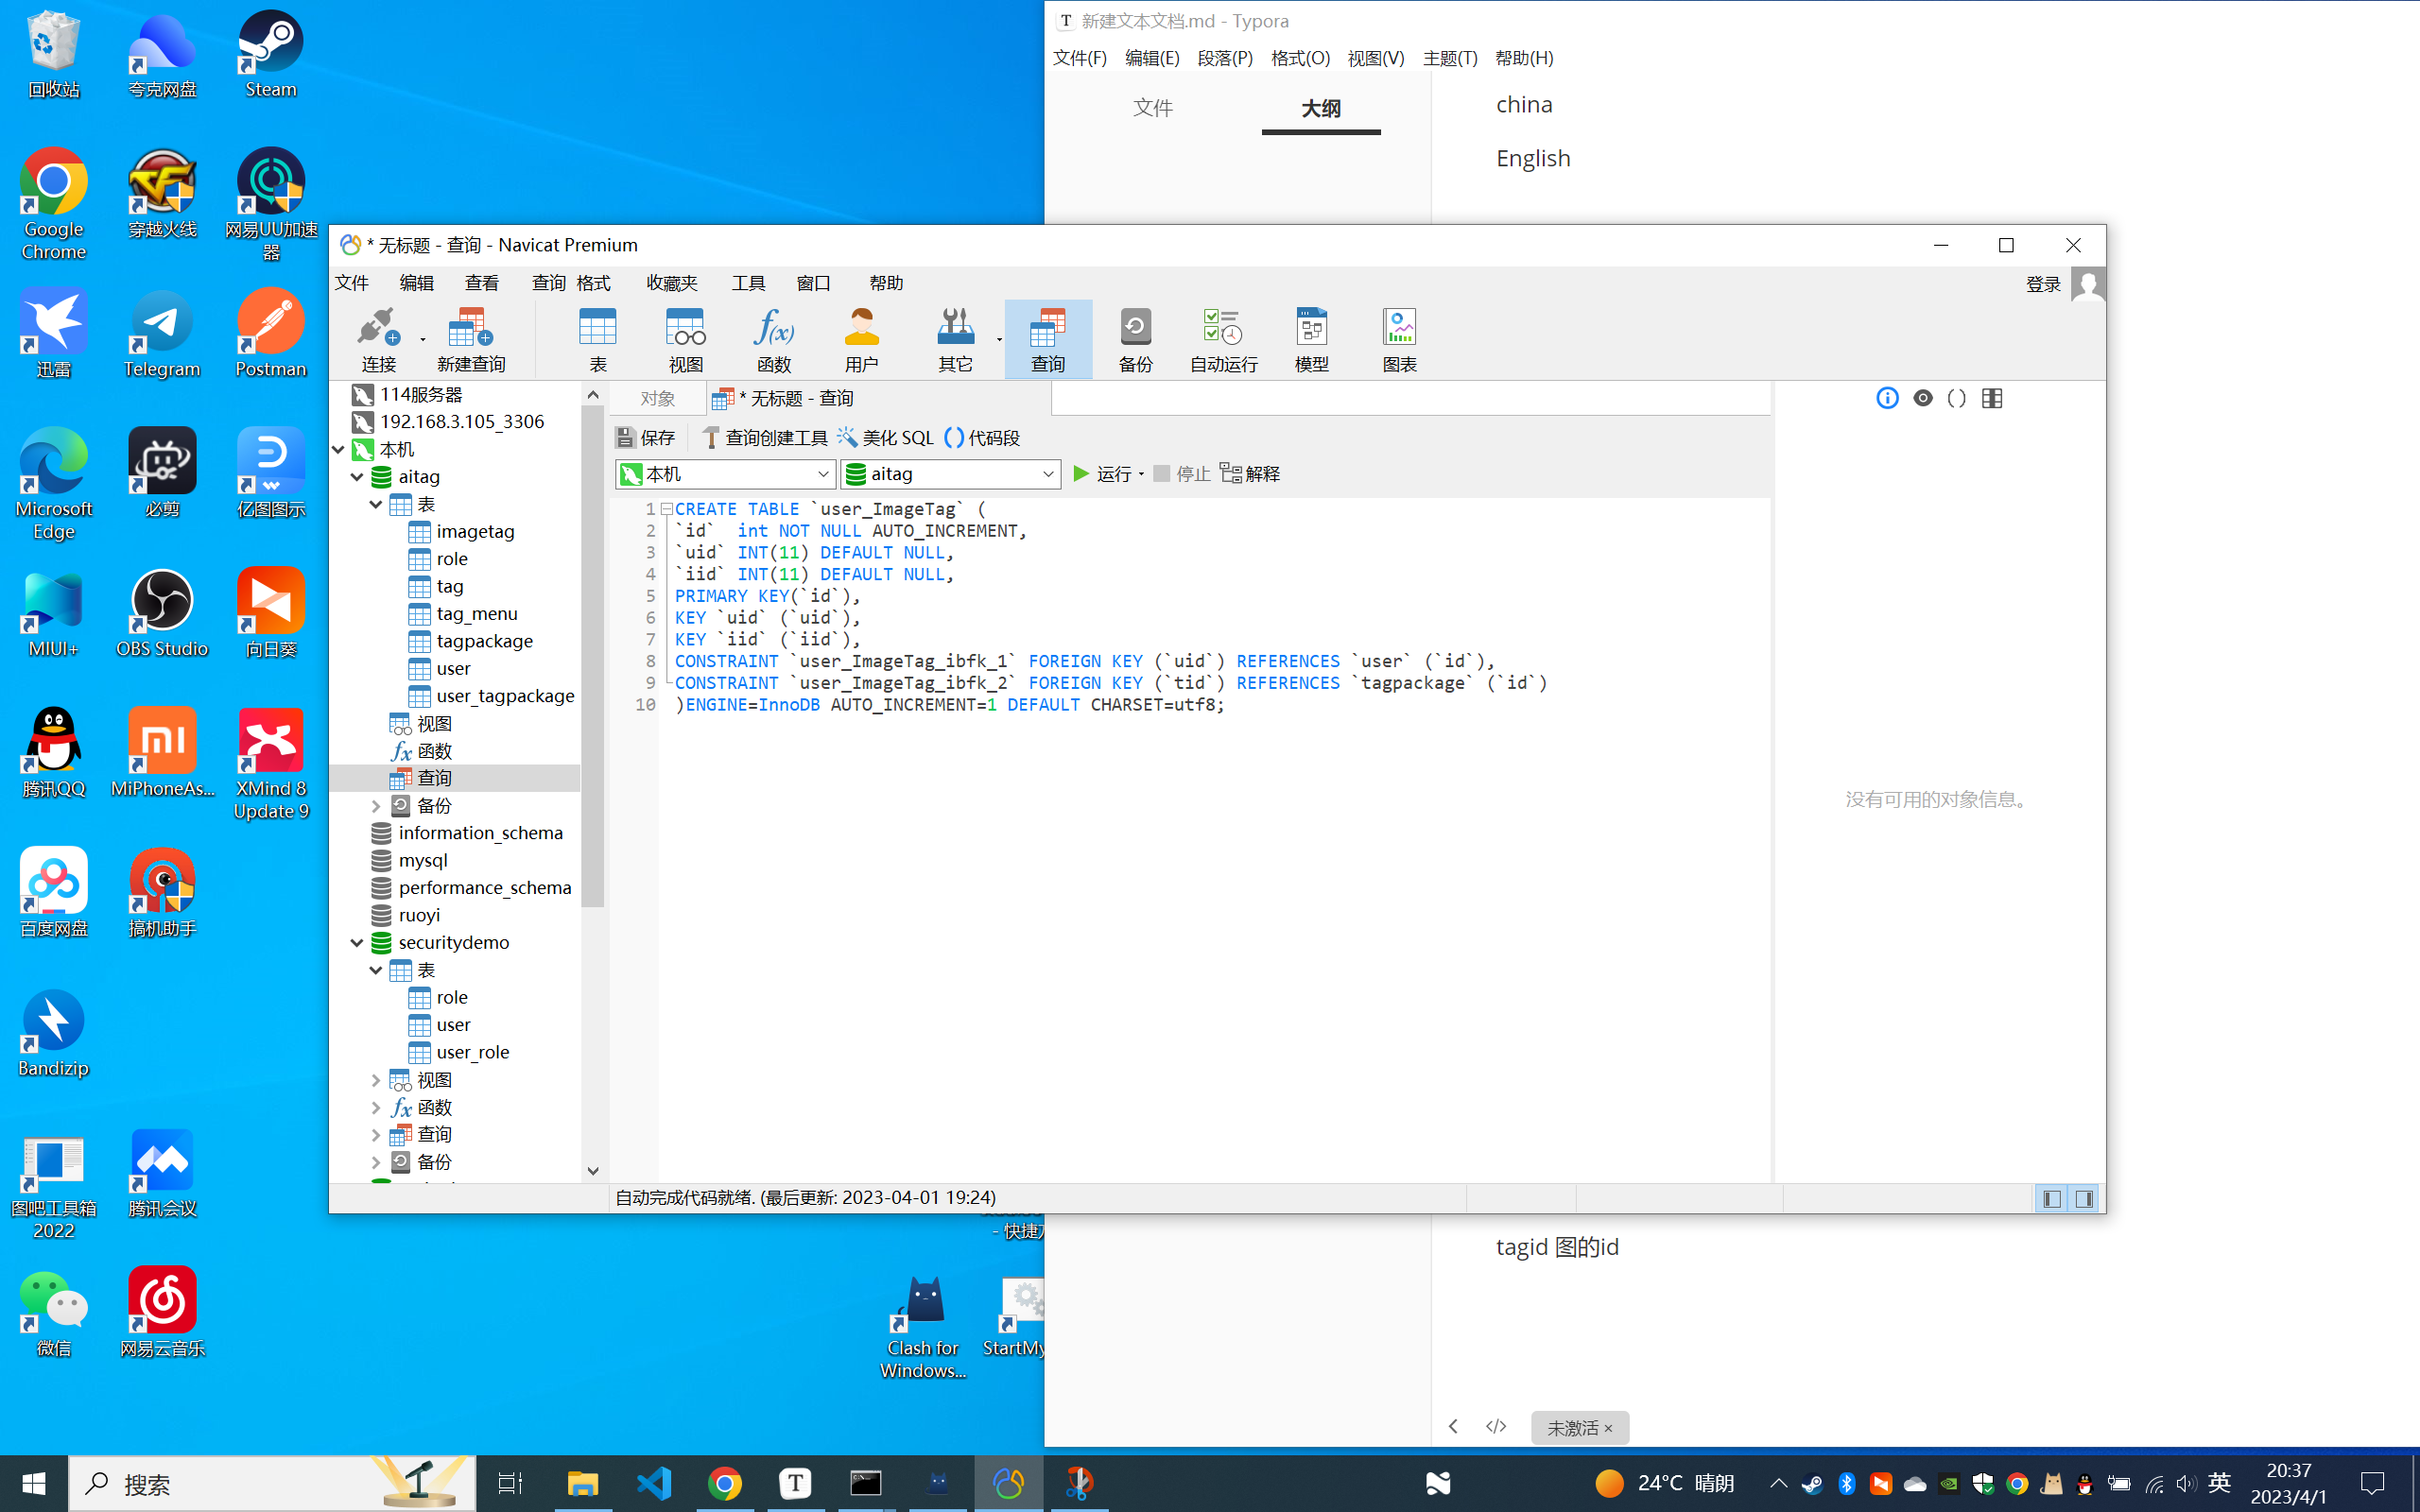 回收站
夸克网盘
Steam
Google
Chrome
穿越火线
网易UU加速
器
迅雷
Telegram
Postman
Microsoft
Edge
必剪
亿图图示
MIUI+
OBS Studio
向日葵
腾讯QQ
MiPhoneAs...
XMind 8
Update 9
百度网盘
搞机助手
Bandizip
图吧工具箱
2022
腾讯会议
微信
网易云音乐
- 快捷
Clash for
Windows...
StartMy
新建文本文档.md - Typora
文件(F) 编辑(E) 段落(P) 格式(O) 视图(V) 主题(T) 帮助(H)
文件
大纲
china
English
* 无标题 - 查询 - Navicat Premium
文件 编辑 查看 查询 格式 收藏夹 工具 窗口 帮助
登录
连接 新建查询 表 视图 函数 用户 其它 查询 备份 自动运行 模型 图表
114服务器
192.168.3.105_3306
本机
aitag
表
imagetag
role
tag
tag_menu
tagpackage
user
user_tagpackage
视图
函数
查询
备份
information_schema
mysql
performance_schema
ruoyi
securitydemo
表
role
user
user_role
视图
函数
查询
备份
对象
* 无标题 - 查询
保存 查询创建工具 美化 SQL 代码段
本机 aitag 运行 停止 解释
1 CREATE TABLE `user_ImageTag` (
2 `id`  int NOT NULL AUTO_INCREMENT,
3 `uid` INT(11) DEFAULT NULL,
4 `iid` INT(11) DEFAULT NULL,
5 PRIMARY KEY(`id`),
6 KEY `uid` (`uid`),
7 KEY `iid` (`iid`),
8 CONSTRAINT `user_ImageTag_ibfk_1` FOREIGN KEY (`uid`) REFERENCES `user` (`id`),
9 CONSTRAINT `user_ImageTag_ibfk_2` FOREIGN KEY (`tid`) REFERENCES `tagpackage` (`id`)
10 )ENGINE=InnoDB AUTO_INCREMENT=1 DEFAULT CHARSET=utf8;
没有可用的对象信息。
自动完成代码就绪. (最后更新: 2023-04-01 19:24)
tagid 图的id
未激活 ×
搜索
24°C 晴朗
英
20:37
2023/4/1